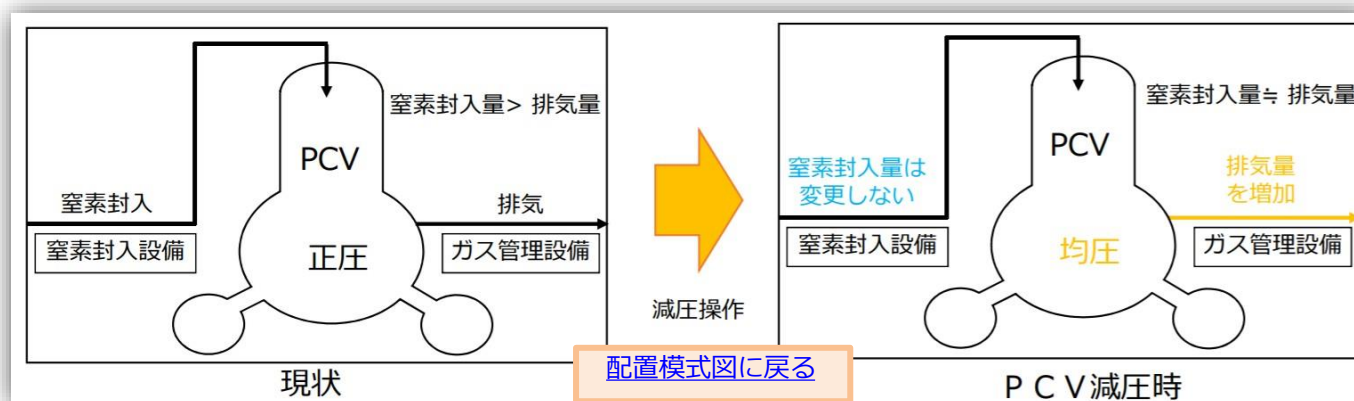 窒素封入量> 排気量
PCV
窒素封入
排気
窒素封入設備
正圧
ガス管理設備
現状
減圧操作
窒素封入量≒ 排気量
PCV
窒素封入量は
変更しない
排気量
を増加
窒素封入設備
均圧
ガス管理設備
ＰＣＶ減圧時
配置模式図に戻る